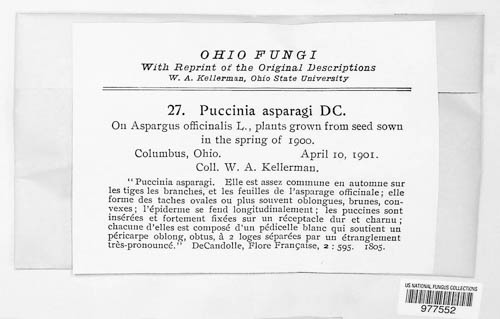 OHIO FUNGI
With Reprint of the Original Descriptions
W. A. Kellerman, Ohio State University
27. Puccinia asparagi DC.
On Aspargus officinalis L., plants grown from seed sown
in the spring of 1900.
Columbus, Ohio. April 10, 1901.
Coll. W. A. Kellerman.
"Puccinia asparagi. Elle est assez commune en automne sur
les tiges les branches, et les feuilles de l'asparage officinale; elle
forme des taches ovales ou plus souvent oblongues, brunes, con-
vexes; l'épiderme se fend longitudinalement; les puccines sont
insérées et fortement fixées sur un réceptacle dur et charnu;
chacune d'elles est composé d'un pédicelle blanc qui soutient un
péricarpe oblong, obtus, à 2 loges séparées par un étranglement
très-prononcé." DeCandolle, Flore Française, 2: 595. 1805.
US NATIONAL FUNGUS COLLECTIONS
977552